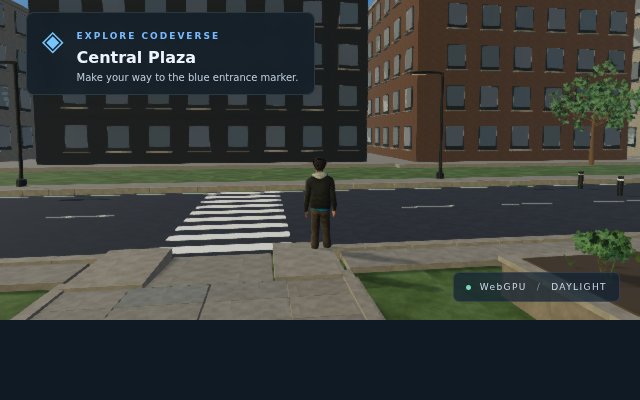 EXPLORE CODEVERSE
Central Plaza
Make your way to the blue entrance marker.
WebGPU / DAYLIGHT